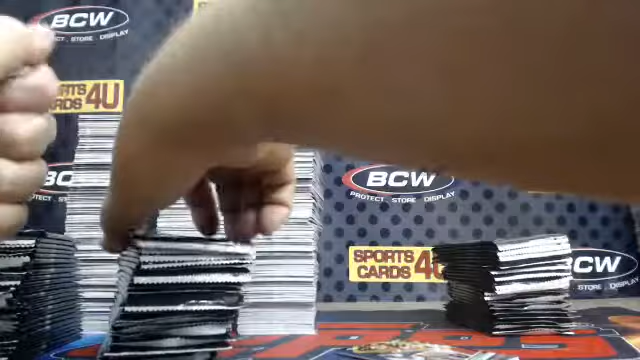 BCW
PROTECT . STORE . DISPLAY
SPORTS
CARDS 4U
BCW
BCW
PROTECT . STORE . DISPLAY
SPORTS
CARDS 4U
BCW
STORE . DISPLAY